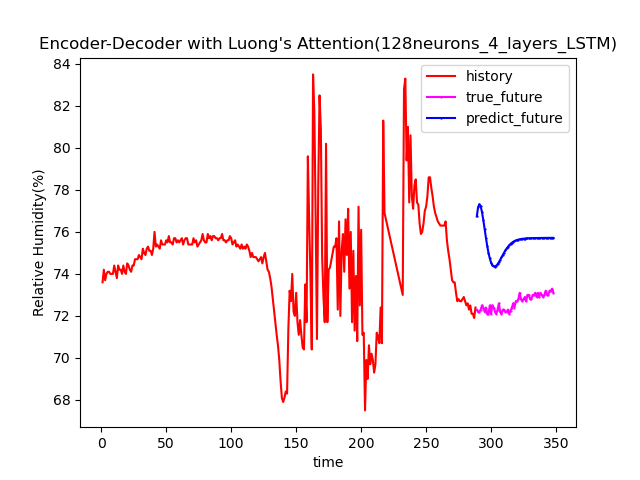 Encoder-Decoder with Luong's Attention(128neurons_4_layers_LSTM)
history
true_future
predict_future
84
82
80
78
76
74
72
70
68
Relative Humidity(%)
0 50 100 150 200 250 300 350
time